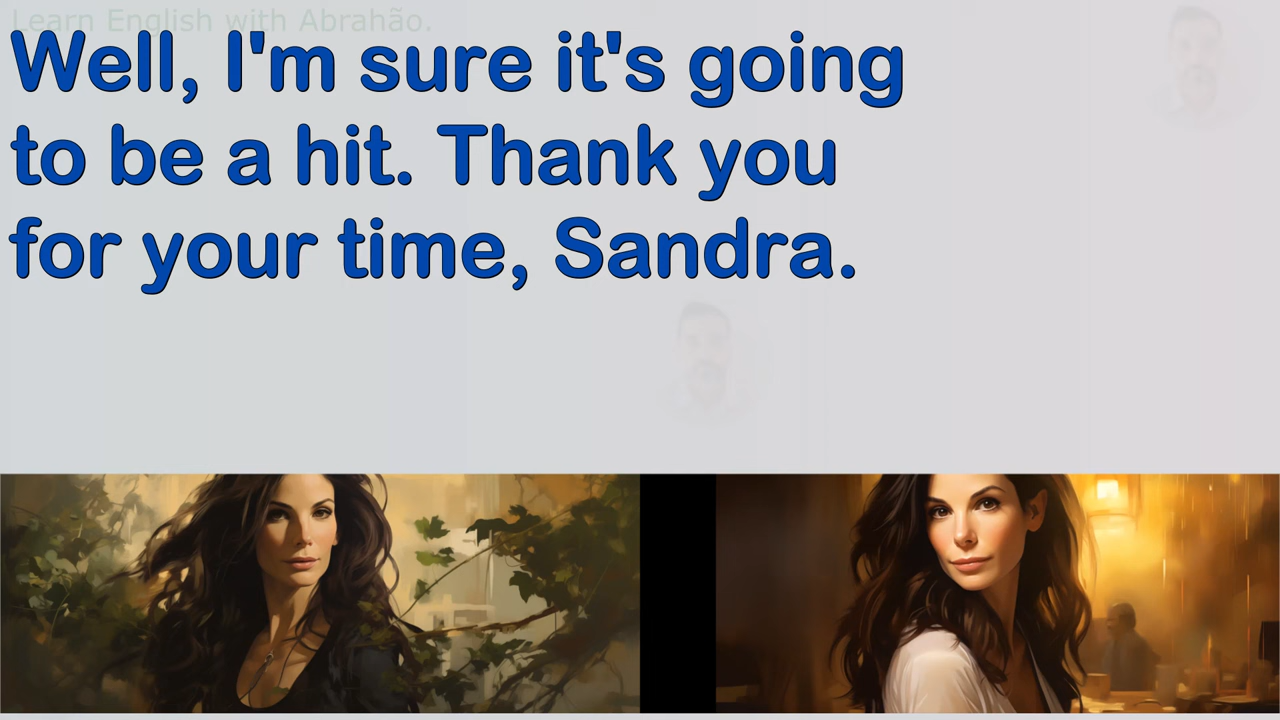 Learn English with Abrahão.
Well, I'm sure it's going
to be a hit. Thank you
for your time, Sandra.